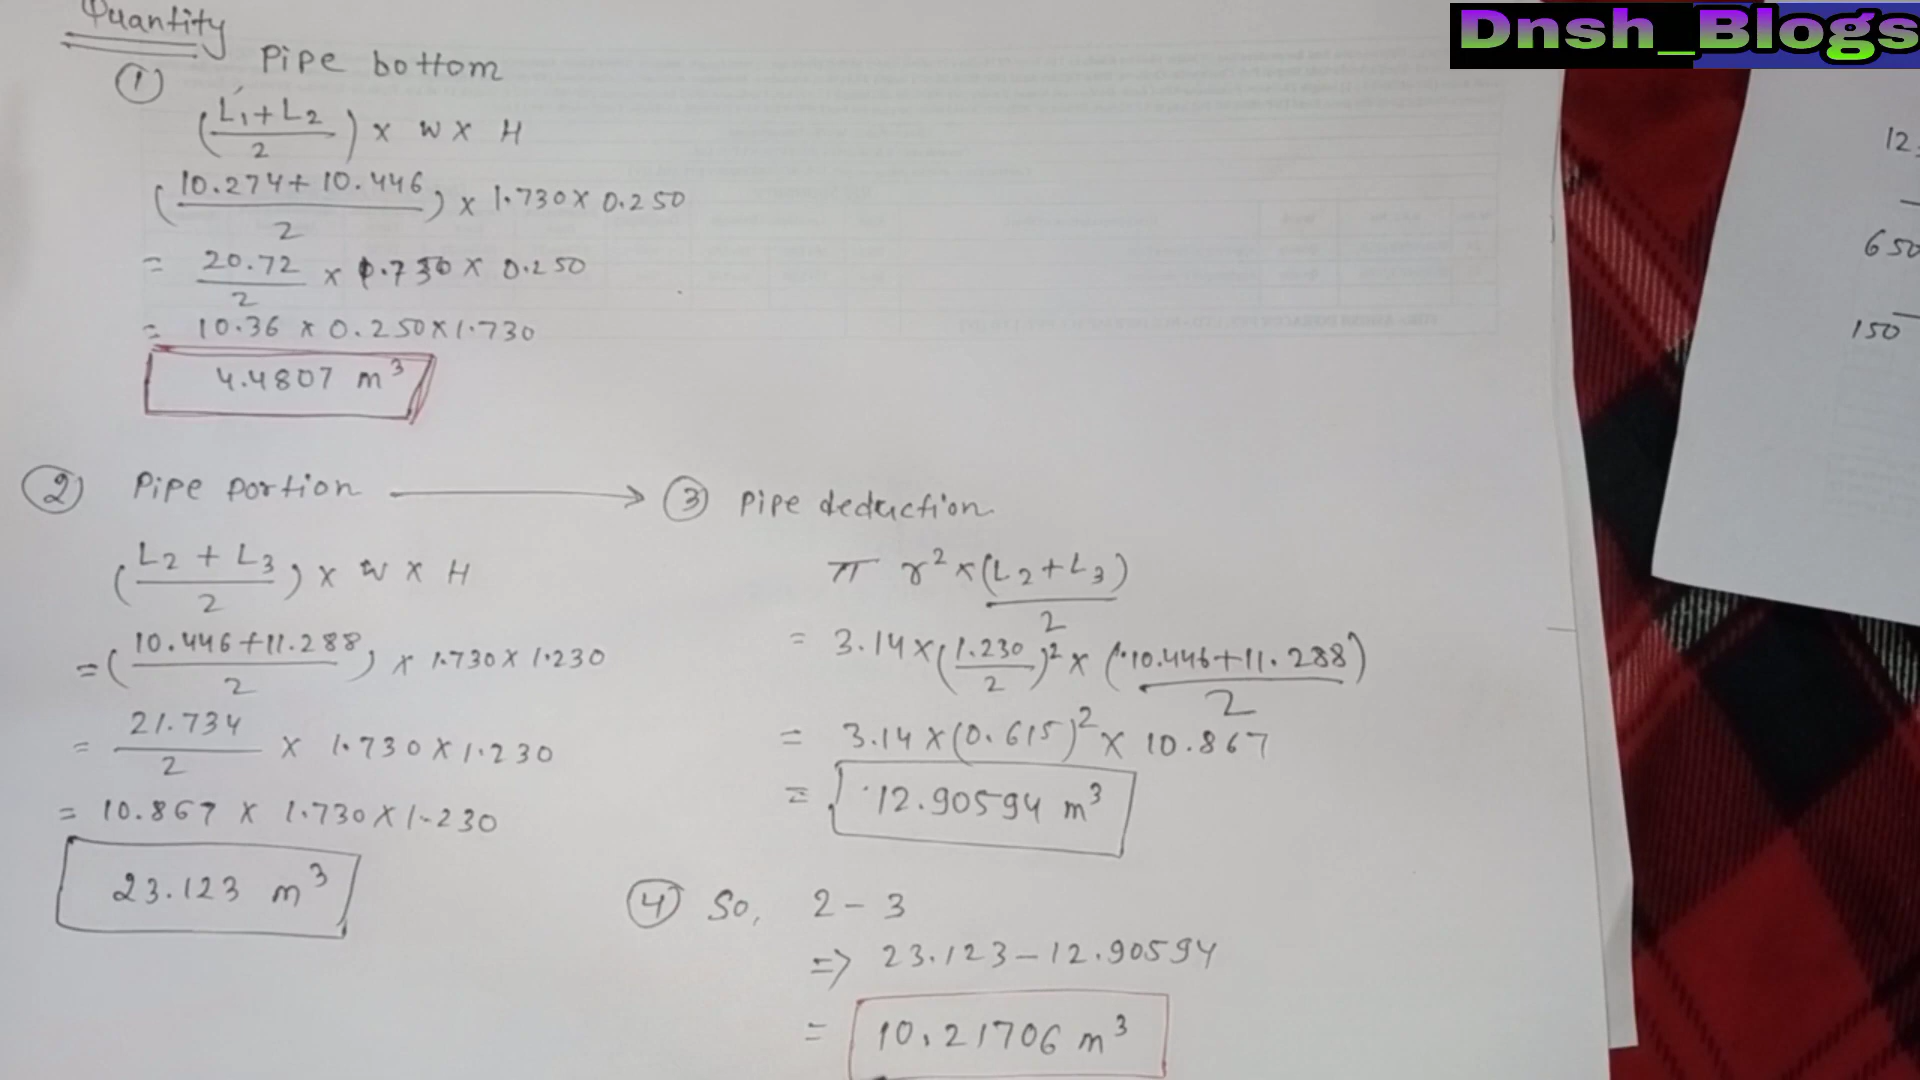 Dnsh_Blogs
Quantity
① Pipe bottom
(L₁+L₂/2) x w x H
(10.274+10.446/2) x 1.730 x 0.250
= 20.72/2 x 1.730 x 0.250
= 10.36 x 0.250 x 1.730
4.4807 m³
② Pipe portion → ③ Pipe deduction
(L₂ + L₃/2) x w x H
= (10.446+11.288/2) x 1.730 x 1.230
= 21.734/2 x 1.730 x 1.230
= 10.867 x 1.730 x 1.230
23.123 m³
π r² x (L₂+L₃)/2
= 3.14 x (1.230/2)² x (10.446+11.288)/2
= 3.14 x (0.615)² x 10.867
= 12.90594 m³
④ So, 2 - 3
=> 23.123 - 12.90594
= 10.21706 m³
12
650
150